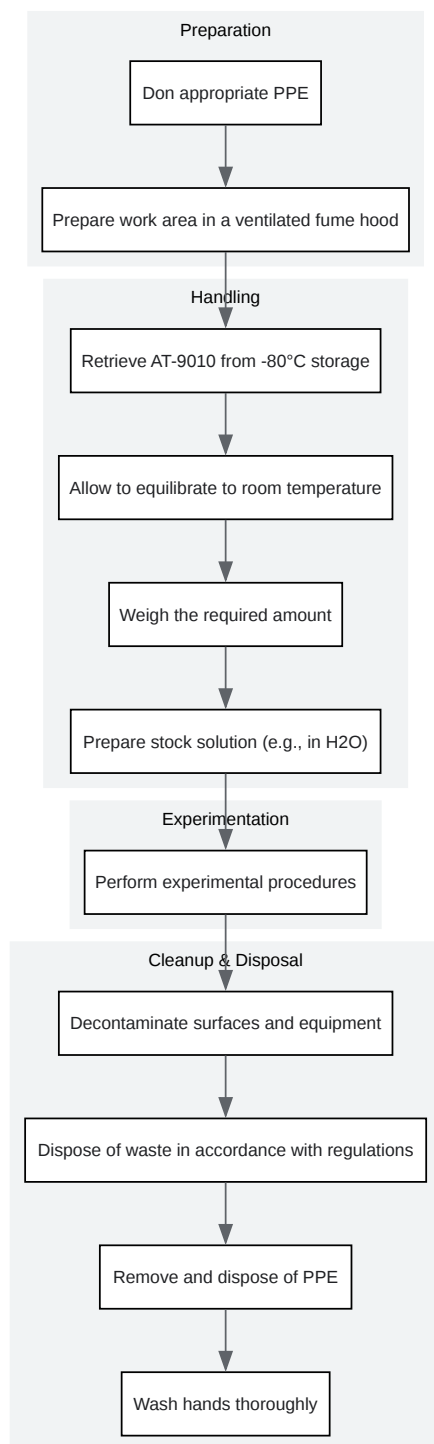 Preparation
Don appropriate PPE
Prepare work area in a ventilated fume hood
Handling
Retrieve AT-9010 from -80°C storage
Allow to equilibrate to room temperature
Weigh the required amount
Prepare stock solution (e.g., in H2O)
Experimentation
Perform experimental procedures
Cleanup & Disposal
Decontaminate surfaces and equipment
Dispose of waste in accordance with regulations
Remove and dispose of PPE
Wash hands thoroughly